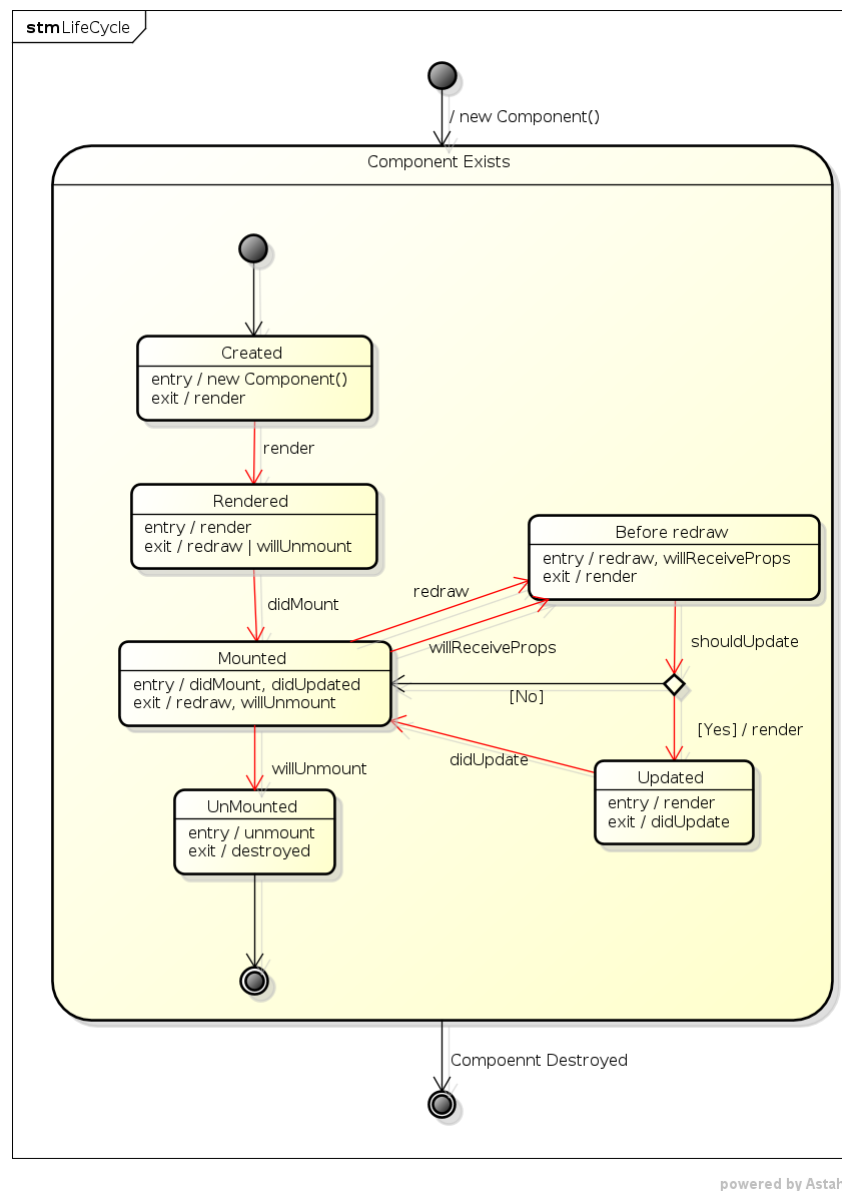 stm LifeCycle
/ new Component()
Component Exists
Created
entry / new Component()
exit / render
render
Rendered
entry / render
exit / redraw | willUnmount
Before redraw
entry / redraw, willReceiveProps
exit / render
redraw
didMount
willReceiveProps
shouldUpdate
Mounted
entry / didMount, didUpdated
exit / redraw, willUnmount
[No]
[Yes] / render
didUpdate
willUnmount
Updated
entry / render
exit / didUpdate
UnMounted
entry / unmount
exit / destroyed
Compoennt Destroyed
powered by Astah